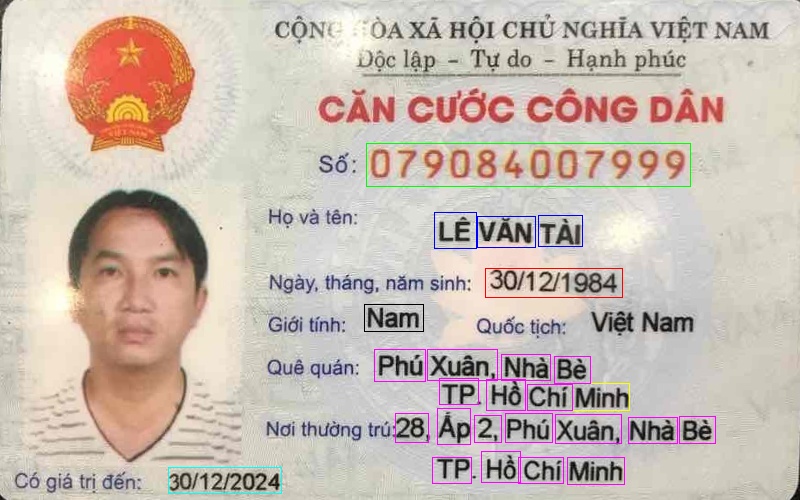 CỘNG HÒA XÃ HỘI CHỦ NGHĨA VIỆT NAM
Độc lập - Tự do - Hạnh phúc
CĂN CƯỚC CÔNG DÂN
Số: 079084007999
Họ và tên: LÊ VĂN TÀI
Ngày, tháng, năm sinh: 30/12/1984
Giới tính: Nam Quốc tịch: Việt Nam
Quê quán: Phú Xuân, Nhà Bè
TP. Hồ Chí Minh
Nơi thường trú: 28, Ấp 2, Phú Xuân, Nhà Bè
TP. Hồ Chí Minh
Có giá trị đến: 30/12/2024